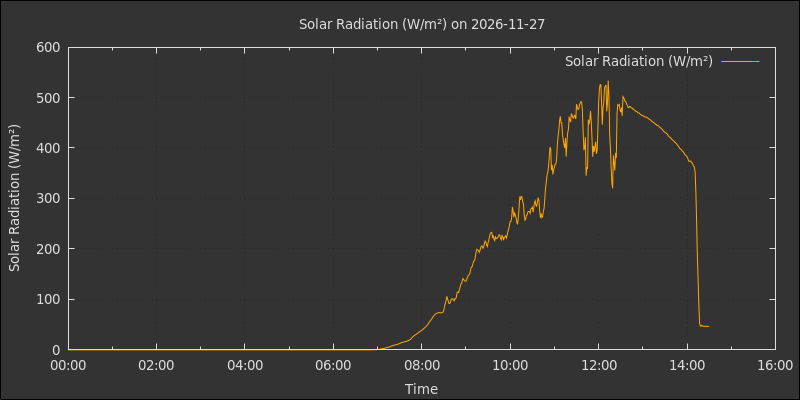 Solar Radiation (W/m²) on 2026-11-27
Solar Radiation (W/m²)
600
500
400
300
200
100
0
Solar Radiation (W/m²)
00:00 02:00 04:00 06:00 08:00 10:00 12:00 14:00 16:00
Time